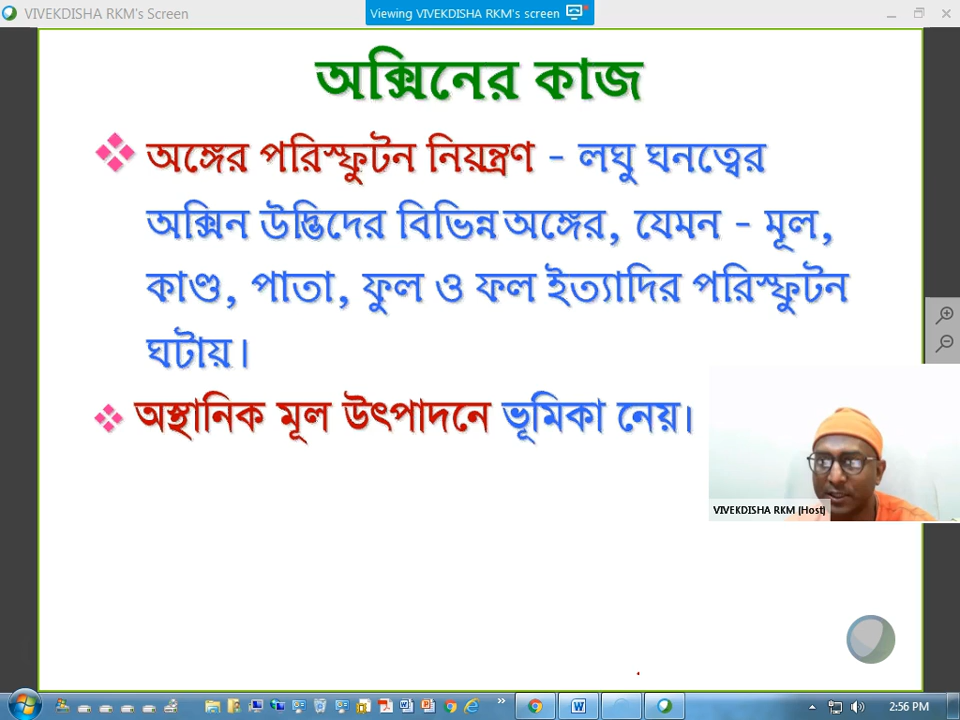 VIVEKDISHA RKM's Screen
Viewing VIVEKDISHA RKM's screen
অক্সিনের কাজ
অঙ্গের পরিস্ফুটন নিয়ন্ত্রণ - লঘু ঘনত্বের
অক্সিন উদ্ভিদের বিভিন্ন অঙ্গের, যেমন - মূল,
কাণ্ড, পাতা, ফুল ও ফল ইত্যাদির পরিস্ফুটন
ঘটায়।
অস্থানিক মূল উৎপাদনে ভূমিকা নেয়।
VIVEKDISHA RKM (Host)
2:56 PM